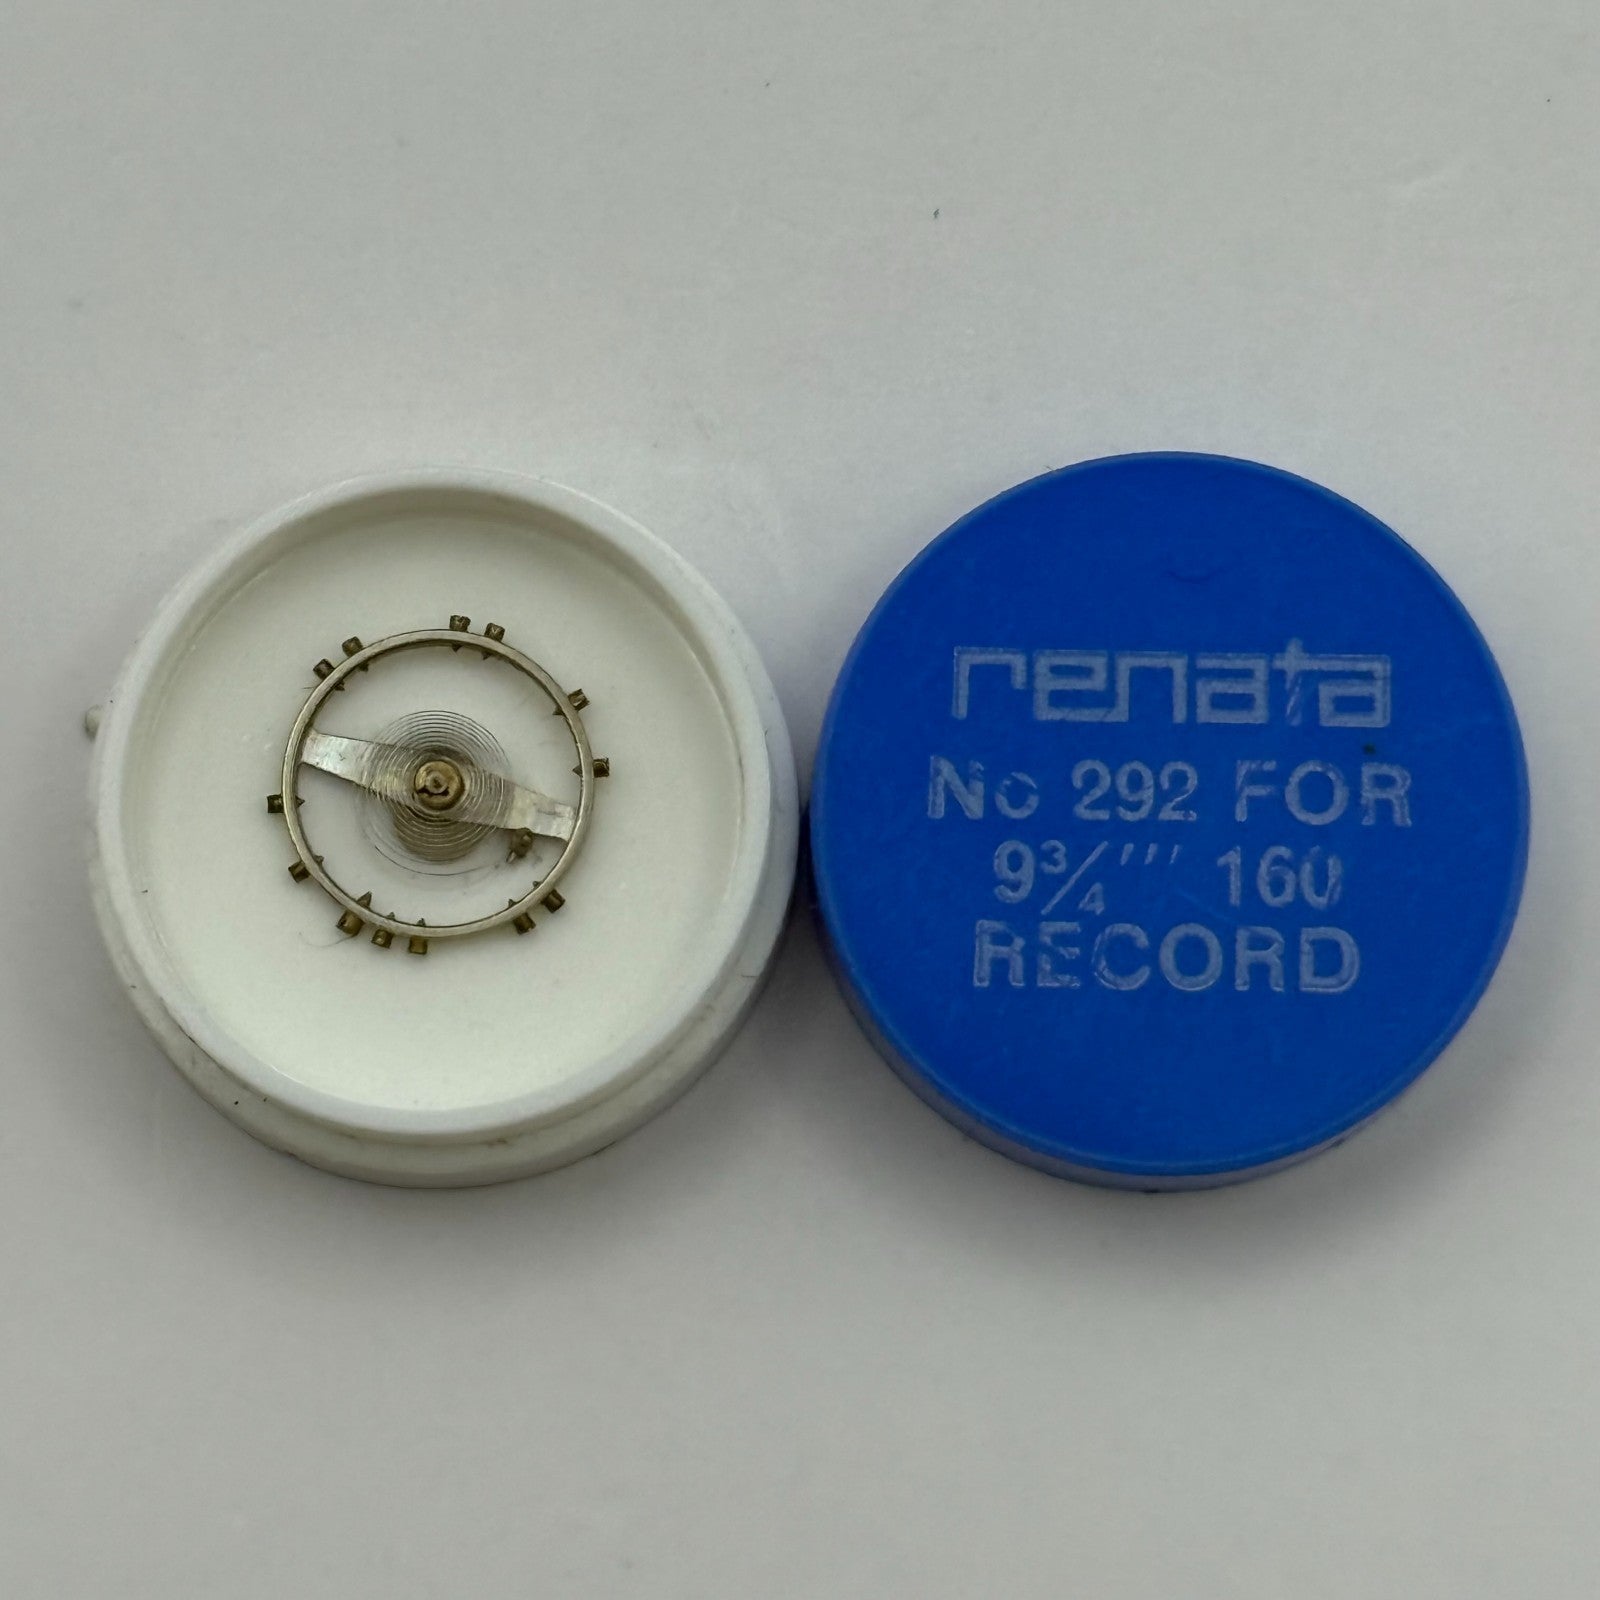 renata
No 292 FOR
9¾''' 160
RECORD